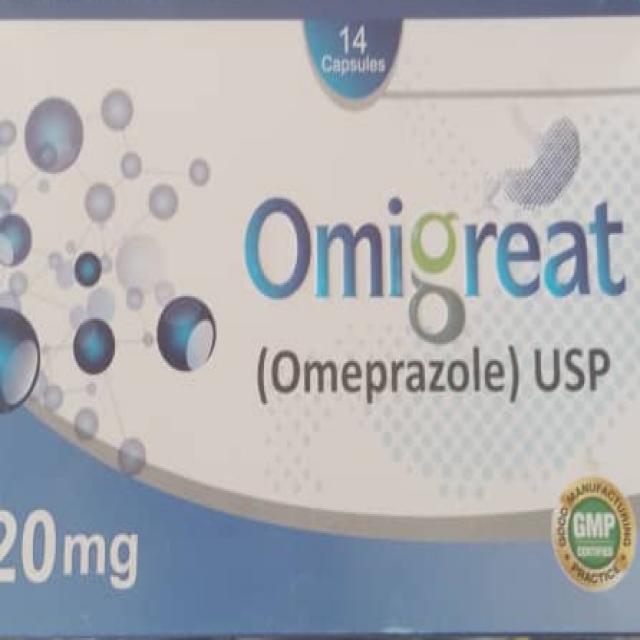 14
Capsules
Omigreat
(Omeprazole) USP
20mg
GOOD MANUFACTURING
GMP
CERTIFIED
PRACTICE